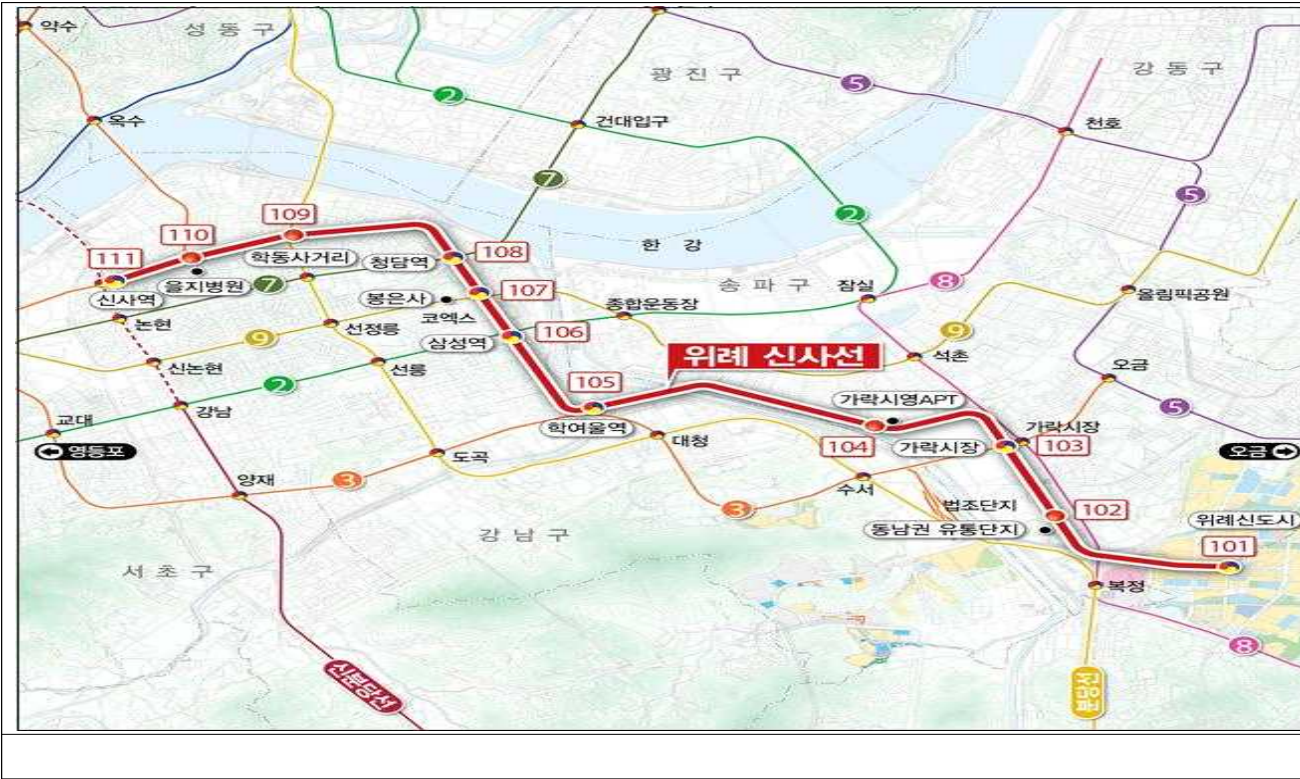 약수
성동구
광진구
강동구
5
2
옥수
건대입구
천호
7
5
109
2
110
한강
111
학동사거리
청담역
108
송파구
잠실
8
신사역
을지병원
7
봉은사
107
올림픽공원
논현
선정릉
코엑스
종합운동장
9
9
삼성역
106
석촌
신논현
선릉
위례 신사선
오금
2
105
가락시영APT
5
교대
강남
학여울역
대청
104
가락시장
가락시장
103
영등포
도곡
오금
양재
3
수서
3
법조단지
102
위례신도시
강남구
동남권 유통단지
101
서초구
복정
8
신분당선
분당선